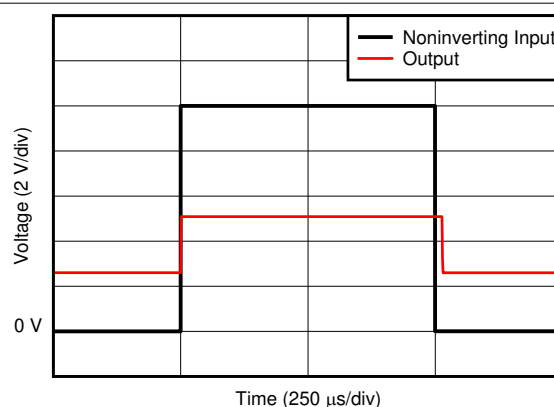 Noninverting Input
Output
Voltage (2 V/div)
0 V
Time (250 μs/div)